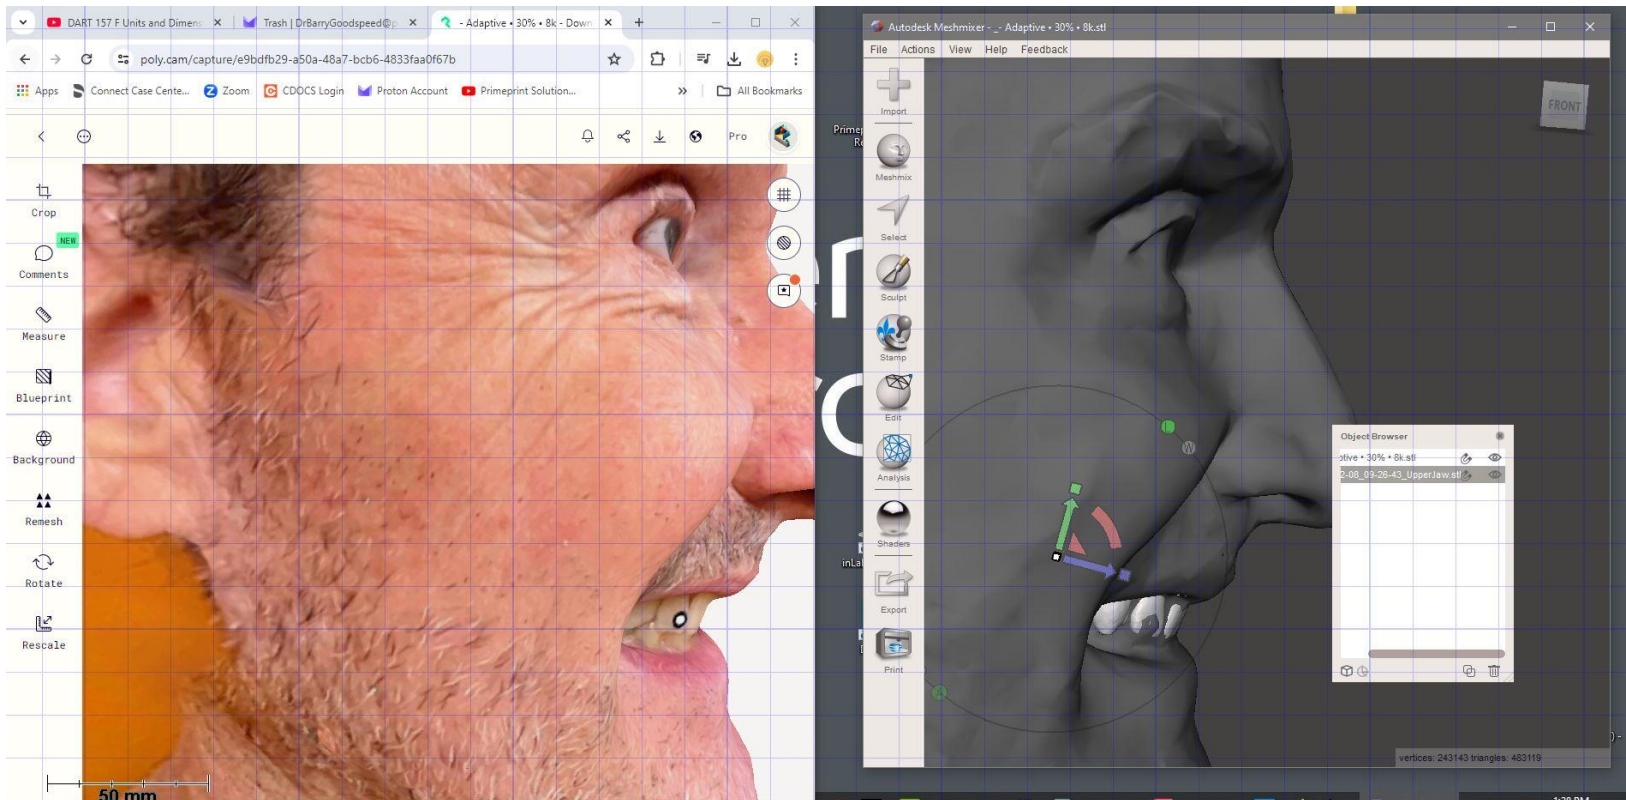 DART 157 F Units and Dimens
Trash | DrBarryGoodspeed@p
- Adaptive • 30% • 8k - Down
poly.cam/capture/e9bdfb29-a50a-48a7-bcb6-4833faa0f67b
Apps
Connect Case Cente...
Zoom
CDOCS Login
Proton Account
Primeprint Solution...
All Bookmarks
Pro
Crop
NEW
Comments
Measure
Blueprint
Background
Remesh
Rotate
Rescale
50 mm
Autodesk Meshmixer - _- Adaptive • 30% • 8k.stl
File Actions View Help Feedback
Import
Meshmix
Select
Sculpt
Stamp
Edit
Analysis
Shaders
Export
Print
FRONT
L
W
Object Browser
ptive • 30% • 8k.stl
2-08_09-26-43_UpperJaw.stl
vertices: 243143 triangles: 483119